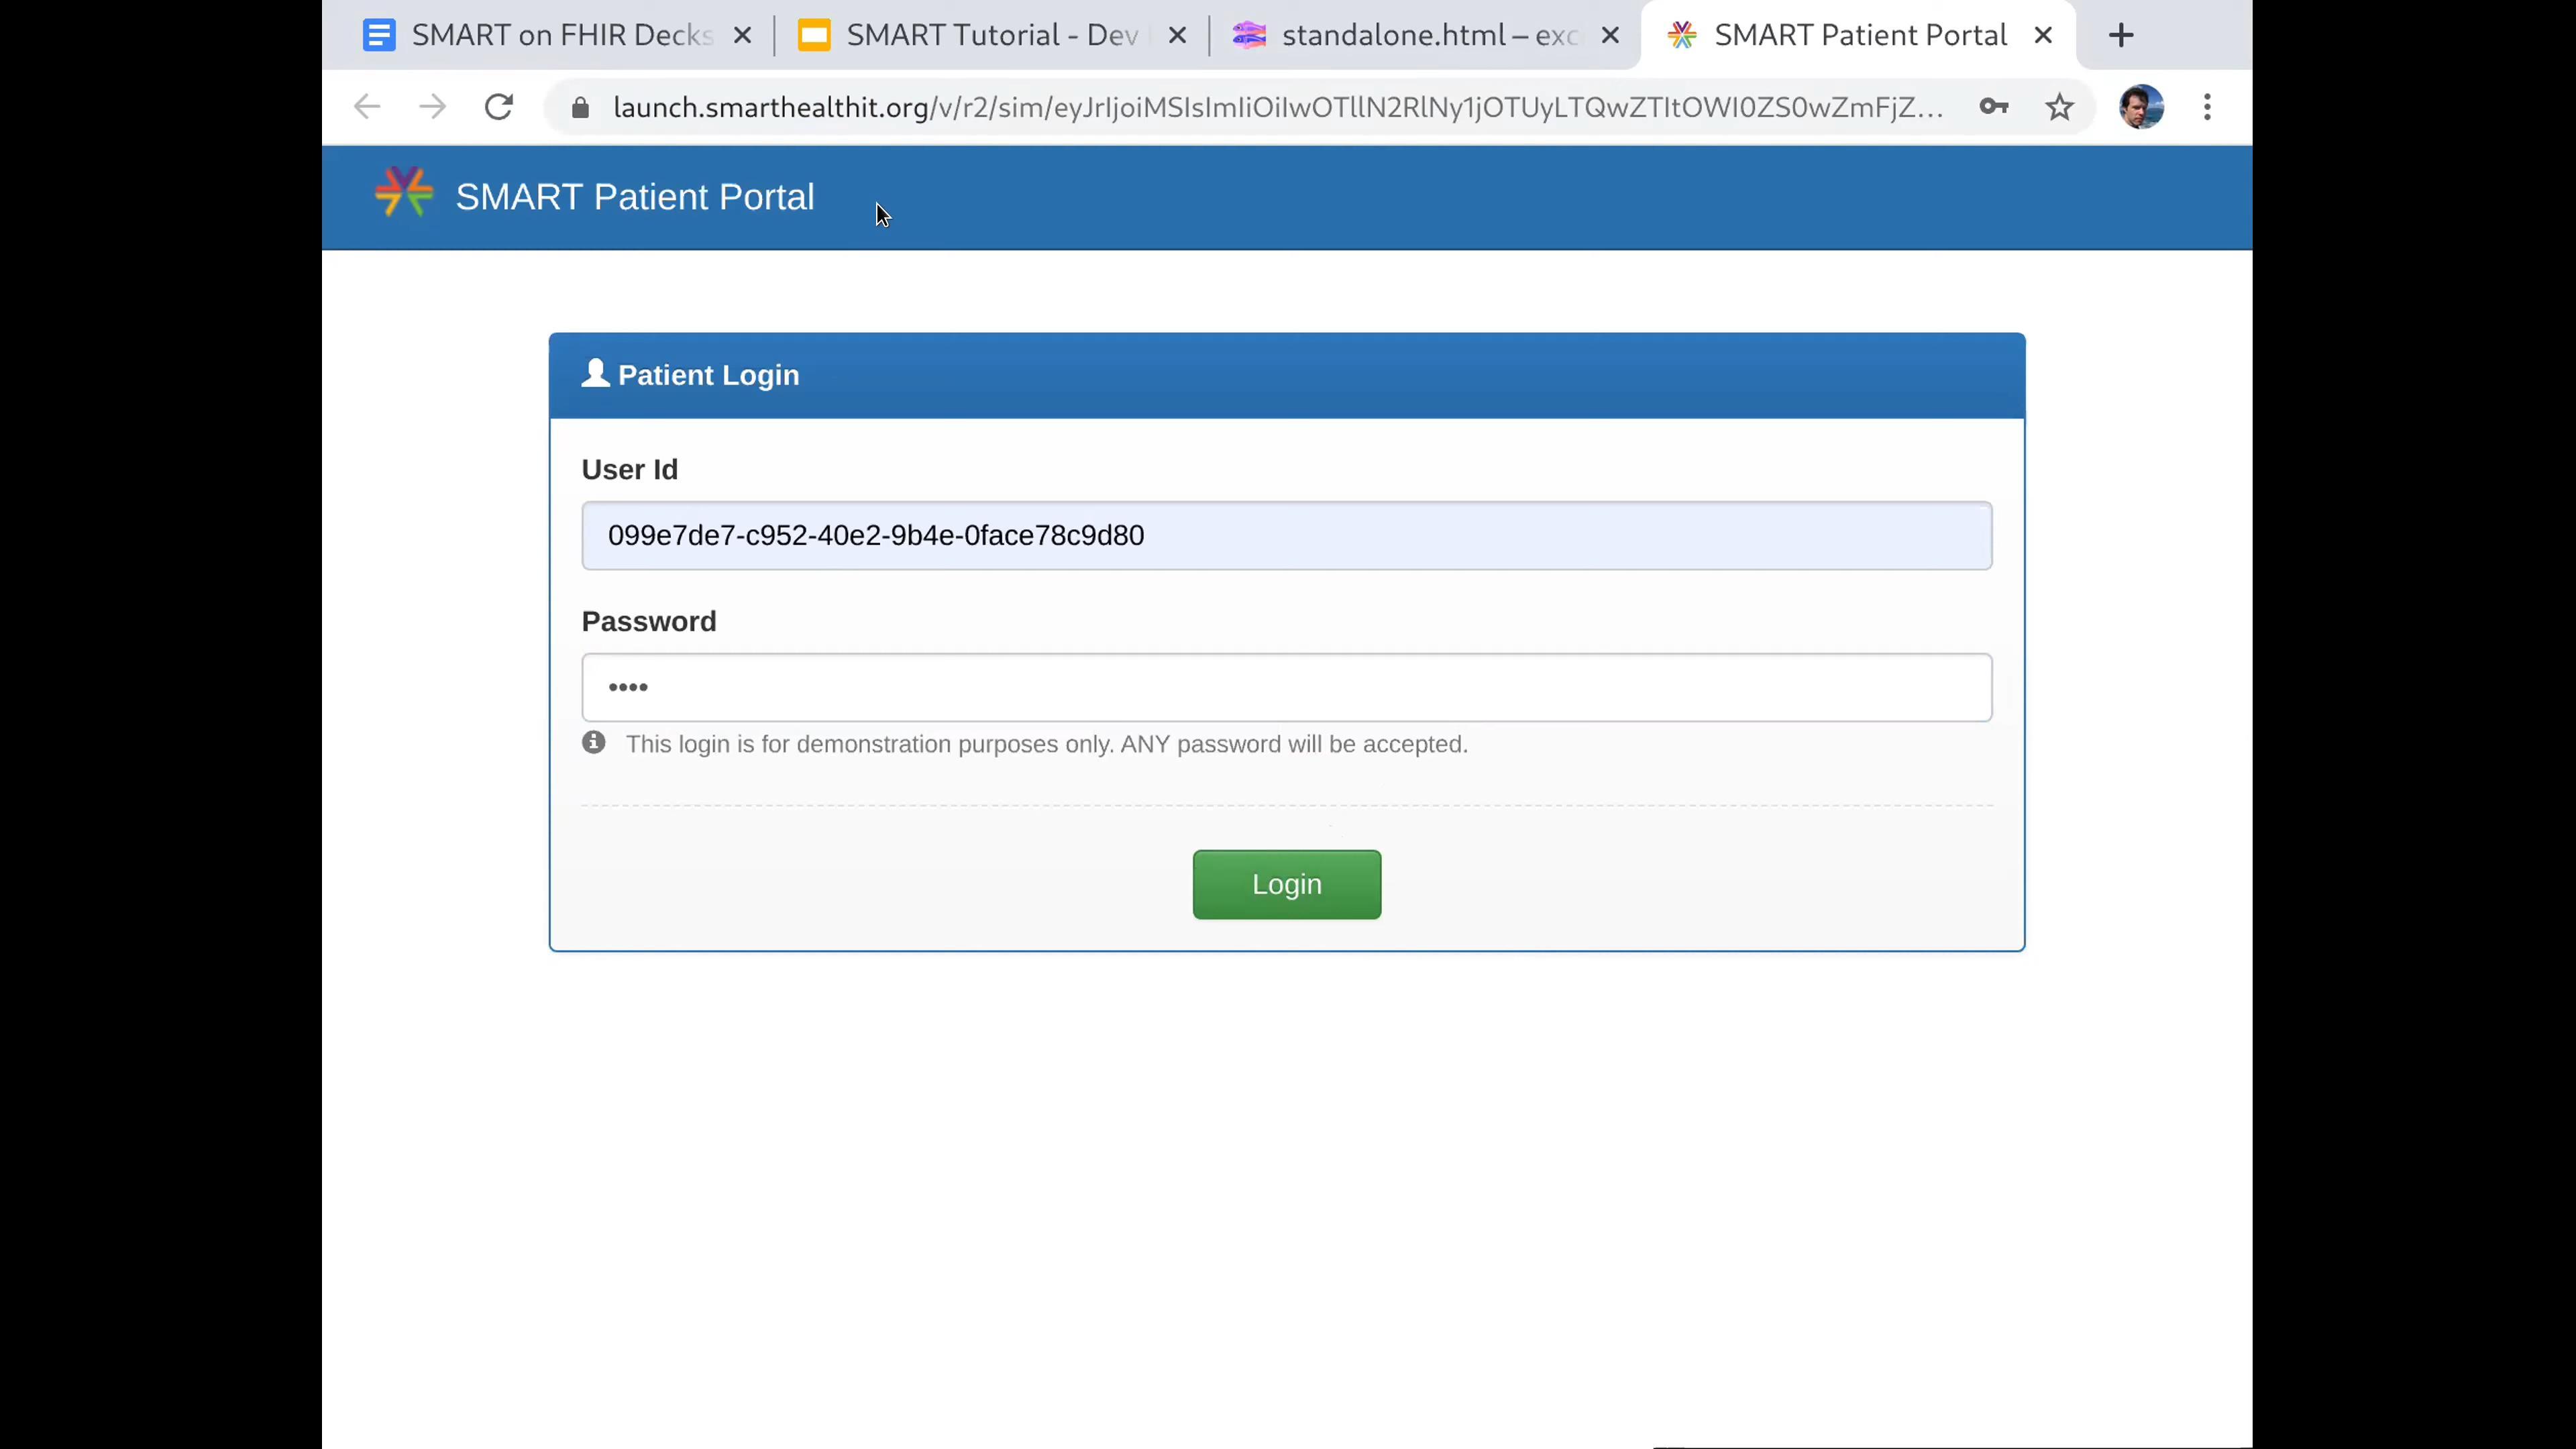 SMART on FHIR Decks
SMART Tutorial - Dev
standalone.html – exc
SMART Patient Portal
launch.smarthealthit.org/v/r2/sim/eyJrIjoiMSIsImIiOiIwOTllN2RlNy1jOTUyLTQwZTItOWI0ZS0wZmFjZ...
SMART Patient Portal
Patient Login
User Id
099e7de7-c952-40e2-9b4e-0face78c9d80
Password
••••
This login is for demonstration purposes only. ANY password will be accepted.
Login